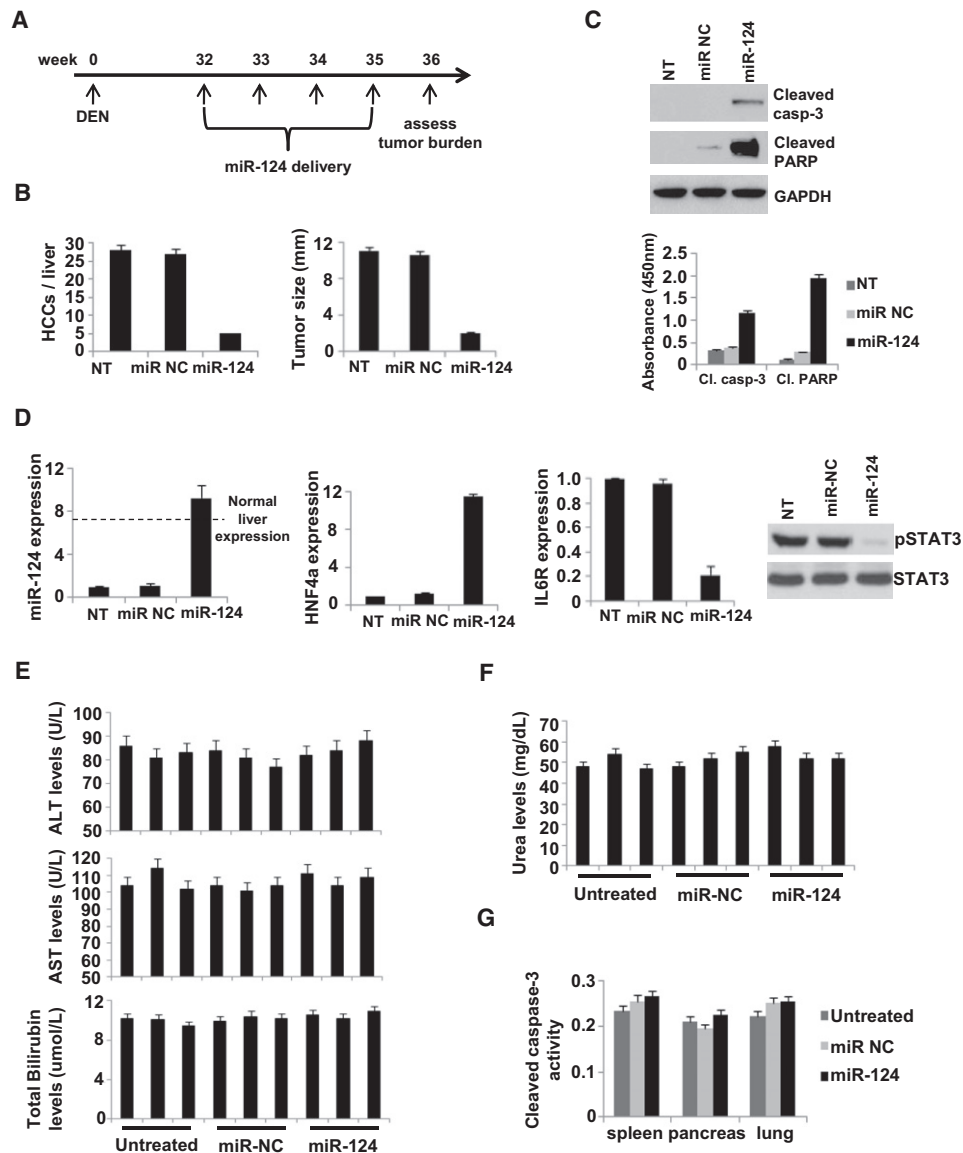 A
week 0 32 33 34 35 36
DEN
miR-124 delivery
assess
tumor burden
B
HCCs / liver
30
25
20
15
10
5
0
NT miR NC miR-124
Tumor size (mm)
12
8
4
0
NT miR NC miR-124
C
NT miR NC miR-124
Cleaved
casp-3
Cleaved
PARP
GAPDH
Absorbance (450nm)
2.5
2.0
1.5
1.0
0.5
0
Cl. casp-3 Cl. PARP
NT
miR NC
miR-124
D
miR-124 expression
12
8
4
0
Normal
liver
expression
NT miR NC miR-124
HNF4a expression
12
8
4
0
NT miR NC miR-124
IL6R expression
1.0
0.8
0.6
0.4
0.2
0
NT miR NC miR-124
NT miR-NC miR-124
pSTAT3
STAT3
E
ALT levels (U/L)
100
90
80
70
60
50
AST levels (U/L)
120
110
100
90
80
70
60
50
Total Bilirubin
levels (umol/L)
12
8
4
0
Untreated miR-NC miR-124
F
Urea levels (mg/dL)
70
60
50
40
30
20
10
0
Untreated miR-NC miR-124
G
Cleaved caspase-3
activity
0.3
0.2
0.1
0
spleen pancreas lung
Untreated
miR NC
miR-124